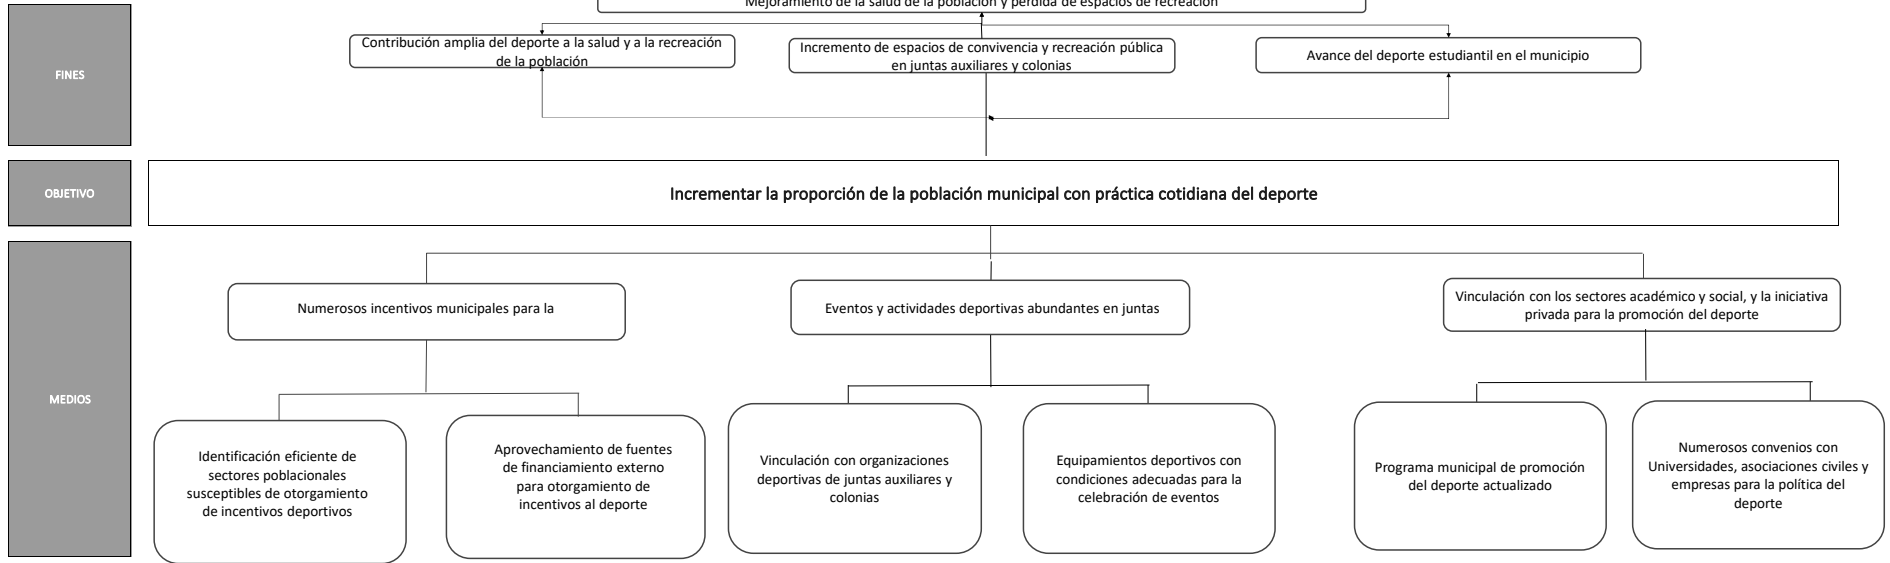 Mejoramiento de la salud de la población y pérdida de espacios de recreación
FINES
Contribución amplia del deporte a la salud y a la recreación
de la población
Incremento de espacios de convivencia y recreación pública
en juntas auxiliares y colonias
Avance del deporte estudiantil en el municipio
OBJETIVO
Incrementar la proporción de la población municipal con práctica cotidiana del deporte
MEDIOS
Numerosos incentivos municipales para la
Eventos y actividades deportivas abundantes en juntas
Vinculación con los sectores académico y social, y la iniciativa
privada para la promoción del deporte
Identificación eficiente de
sectores poblacionales
susceptibles de otorgamiento
de incentivos deportivos
Aprovechamiento de fuentes
de financiamiento externo
para otorgamiento de
incentivos al deporte
Vinculación con organizaciones
deportivas de juntas auxiliares y
colonias
Equipamientos deportivos con
condiciones adecuadas para la
celebración de eventos
Programa municipal de promoción
del deporte actualizado
Numerosos convenios con
Universidades, asociaciones civiles y
empresas para la política del
deporte